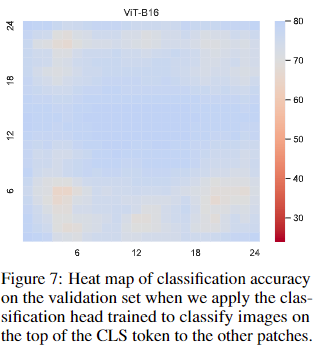 ViT-B16
24
18
12
6
6
12
18
24
80
70
60
50
40
30
Figure 7: Heat map of classification accuracy
on the validation set when we apply the clas-
sification head trained to classify images on
the top of the CLS token to the other patches.